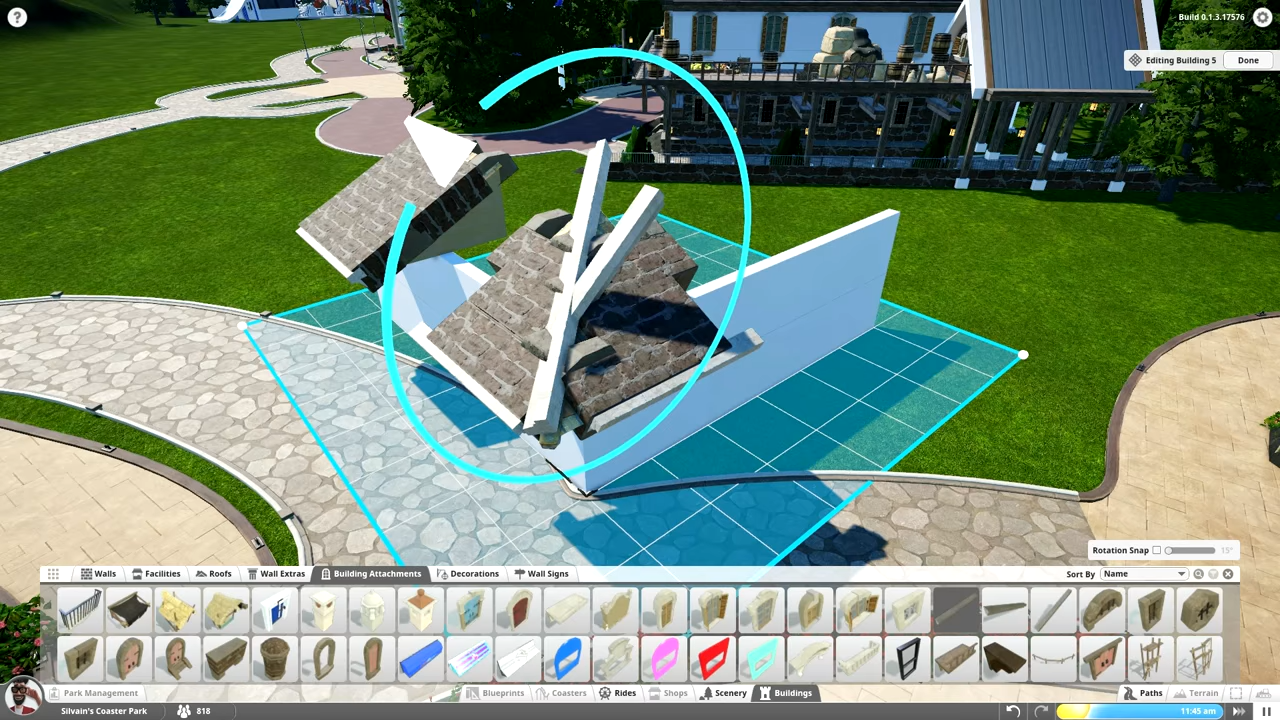 ?
Build 0.1.3.17576
Editing Building 5
Done
Rotation Snap
15°
Walls
Facilities
Roofs
Wall Extras
Building Attachments
Decorations
Wall Signs
Sort By
Name
Park Management
Blueprints
Coasters
Rides
Shops
Scenery
Buildings
Paths
Terrain
Silvain's Coaster Park
818
11:45 am